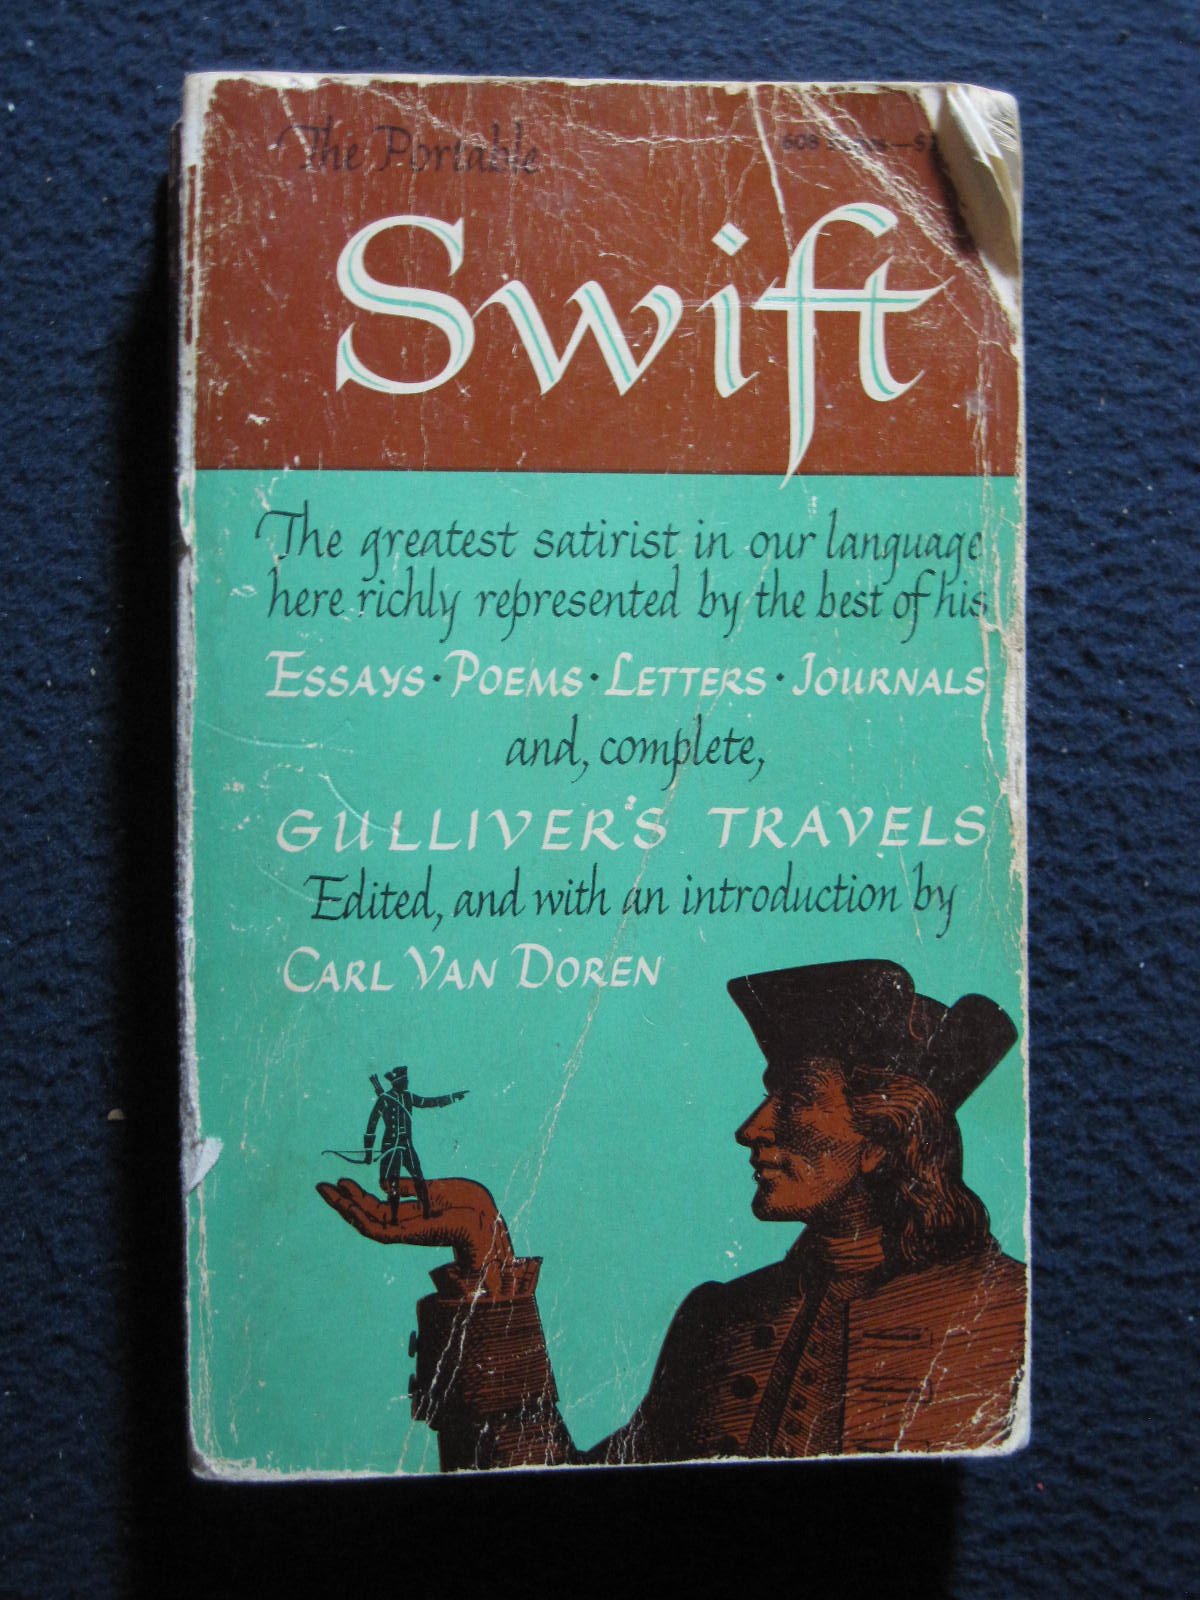 The Portable
608
Swift
The greatest satirist in our language
here richly represented by the best of his
ESSAYS · POEMS · LETTERS · JOURNALS
and, complete,
GULLIVER'S TRAVELS
Edited, and with an introduction by
CARL VAN DOREN